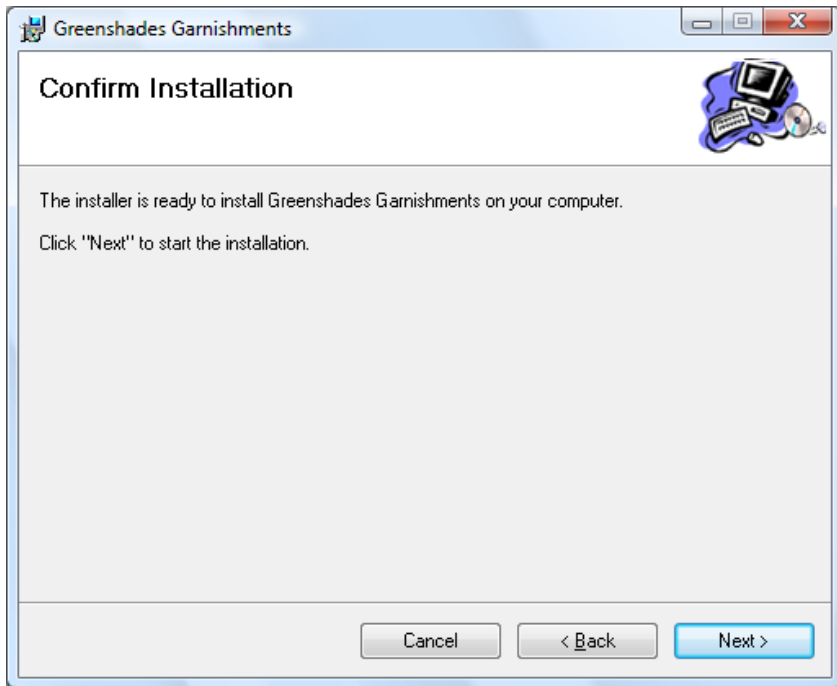 Greenshades Garnishments
Confirm Installation
The installer is ready to install Greenshades Garnishments on your computer.
Click "Next" to start the installation.
Cancel
< Back
Next >